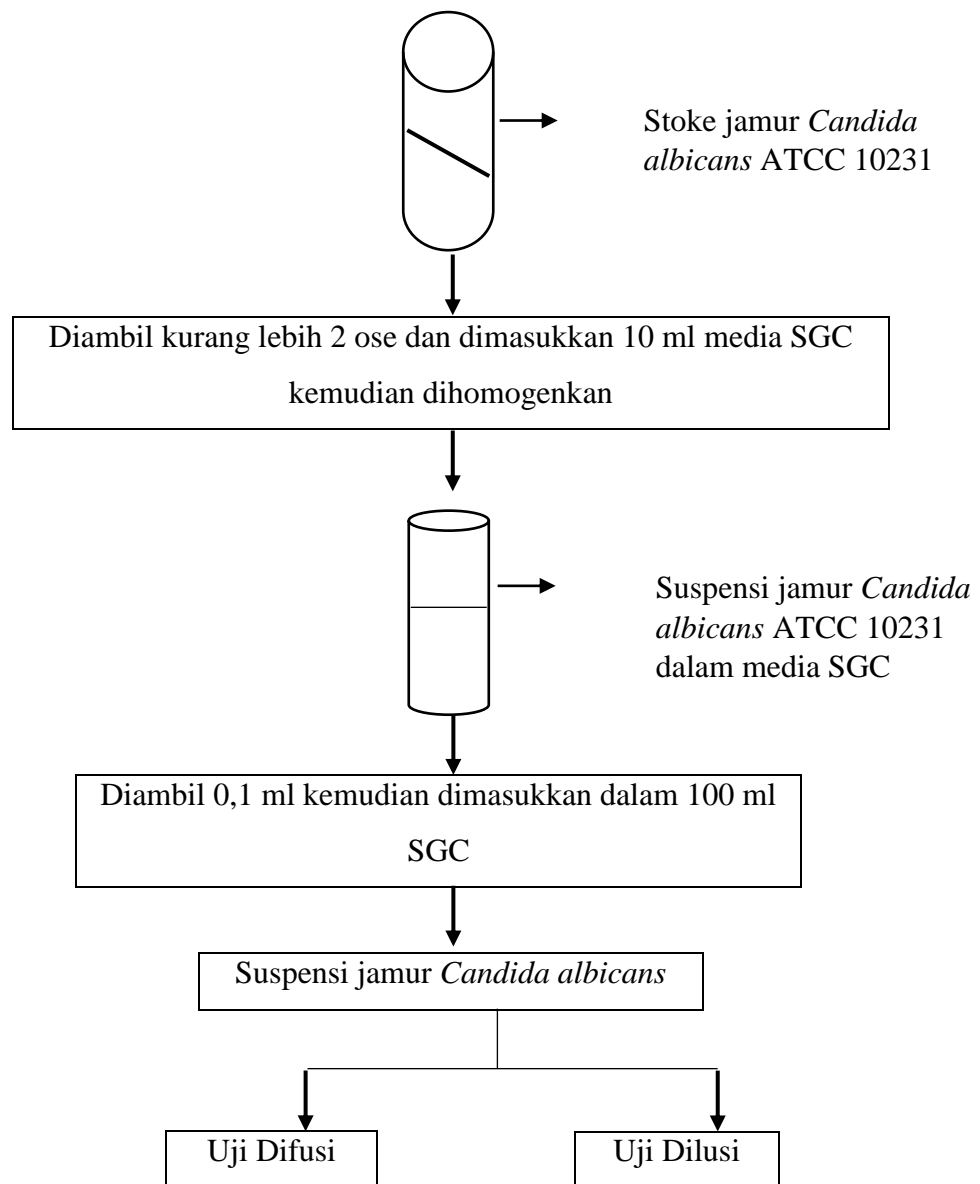 Stoke jamur Candida
albicans ATCC 10231
Diambil kurang lebih 2 ose dan dimasukkan 10 ml media SGC
kemudian dihomogenkan
Suspensi jamur Candida
albicans ATCC 10231
dalam media SGC
Diambil 0,1 ml kemudian dimasukkan dalam 100 ml
SGC
Suspensi jamur Candida albicans
Uji Difusi
Uji Dilusi